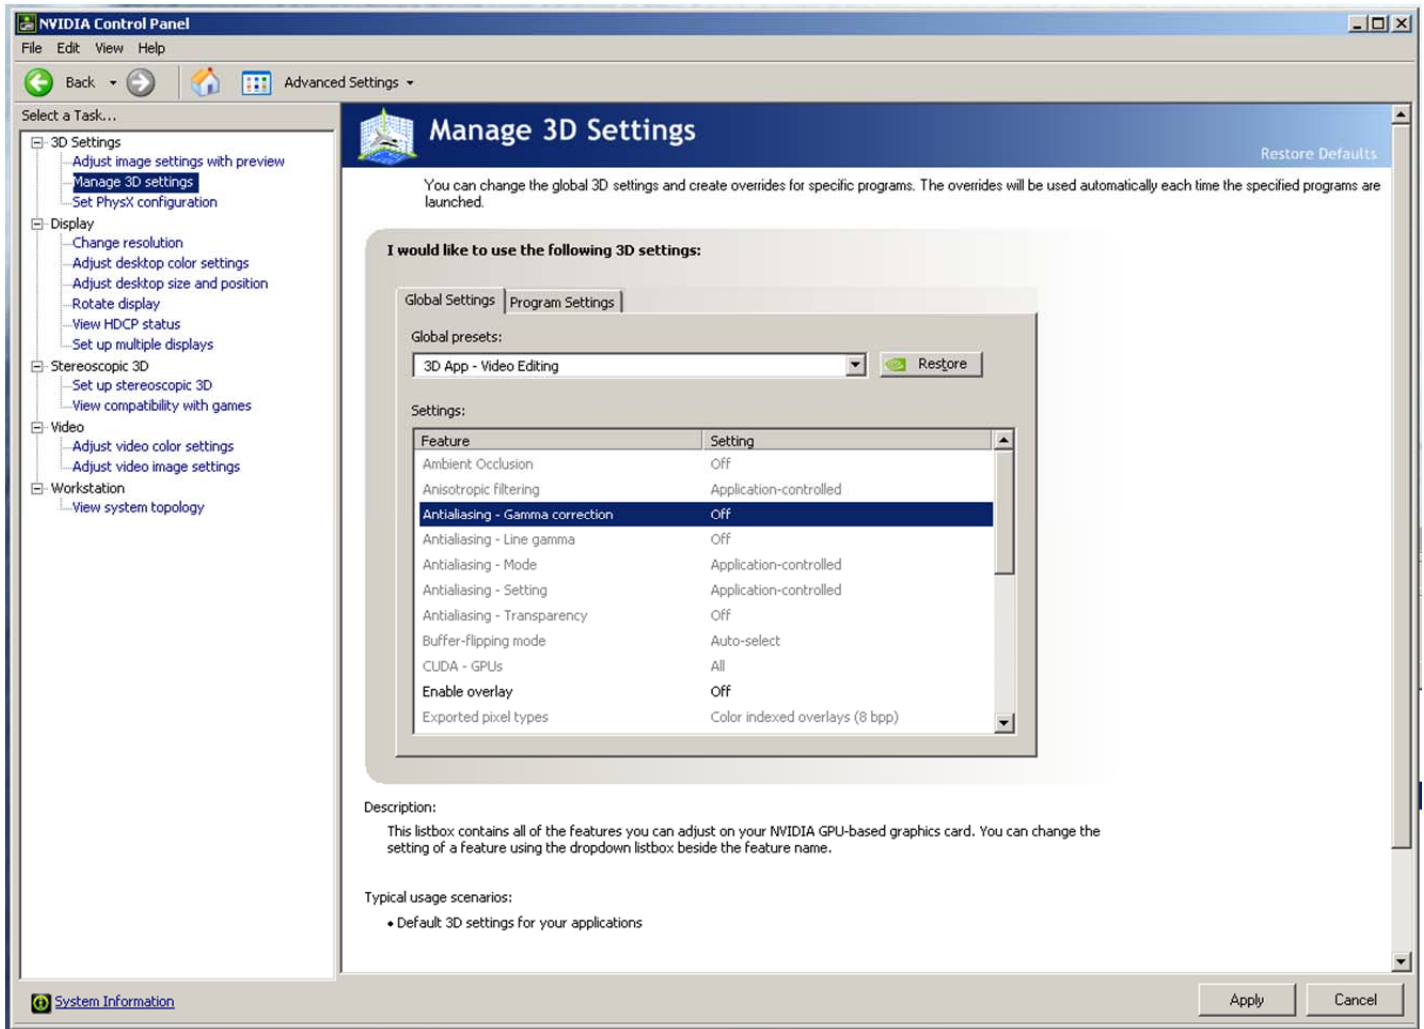 NVIDIA Control Panel
File Edit View Help
Back Advanced Settings
Select a Task...
3D Settings
Adjust image settings with preview
Manage 3D settings
Set PhysX configuration
Display
Change resolution
Adjust desktop color settings
Adjust desktop size and position
Rotate display
View HDCP status
Set up multiple displays
Stereoscopic 3D
Set up stereoscopic 3D
View compatibility with games
Video
Adjust video color settings
Adjust video image settings
Workstation
View system topology
Manage 3D Settings
Restore Defaults
You can change the global 3D settings and create overrides for specific programs. The overrides will be used automatically each time the specified programs are
launched.
I would like to use the following 3D settings:
Global Settings Program Settings
Global presets:
3D App - Video Editing Restore
Settings:
Feature Setting
Ambient Occlusion Off
Anisotropic filtering Application-controlled
Antialiasing - Gamma correction Off
Antialiasing - Line gamma Off
Antialiasing - Mode Application-controlled
Antialiasing - Setting Application-controlled
Antialiasing - Transparency Off
Buffer-flipping mode Auto-select
CUDA - GPUs All
Enable overlay Off
Exported pixel types Color indexed overlays (8 bpp)
Description:
This listbox contains all of the features you can adjust on your NVIDIA GPU-based graphics card. You can change the
setting of a feature using the dropdown listbox beside the feature name.
Typical usage scenarios:
• Default 3D settings for your applications
System Information
Apply Cancel